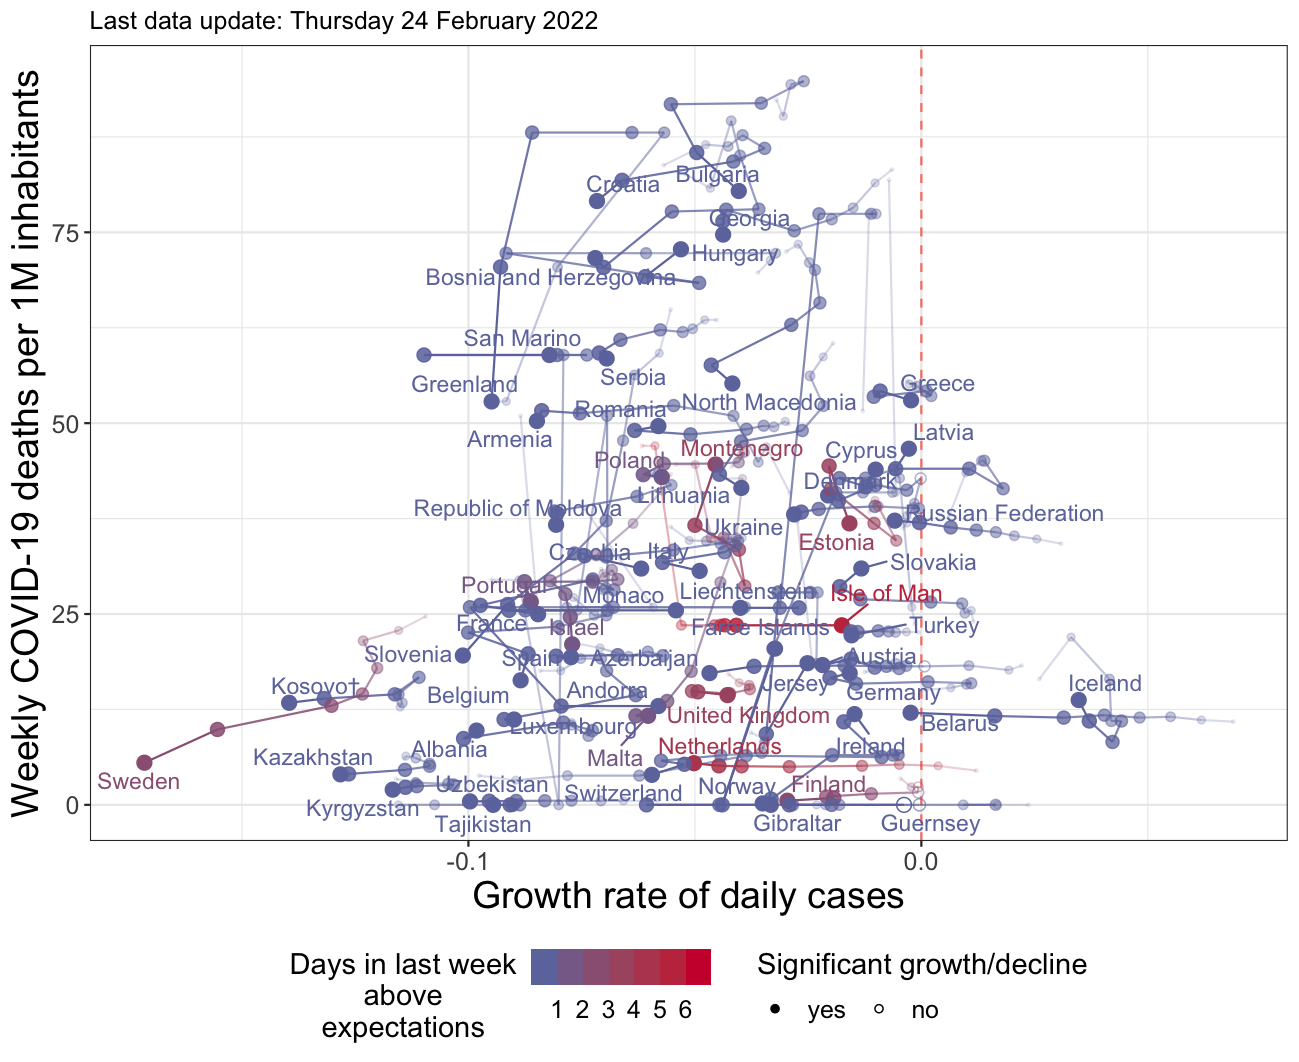 Last data update: Thursday 24 February 2022
Weekly COVID-19 deaths per 1M inhabitants
75
50
25
0
Croatia
Bulgaria
Georgia
Hungary
Bosnia and Herzegovina
San Marino
Serbia
Greenland
Greece
North Macedonia
Romania
Armenia
Latvia
Montenegro
Cyprus
Poland
Denmark
Lithuania
Republic of Moldova
Russian Federation
Ukraine
Estonia
Czechia
Italy
Slovakia
Portugal
Monaco
Liechtenstein
Isle of Man
France
Israel
Faroe Islands
Turkey
Slovenia
Spain
Azerbaijan
Austria
Kosovo†
Belgium
Andorra
Jersey
Germany
Iceland
United Kingdom
Belarus
Luxembourg
Albania
Kazakhstan
Malta
Netherlands
Ireland
Sweden
Uzbekistan
Switzerland
Norway
Finland
Kyrgyzstan
Tajikistan
Gibraltar
Guernsey
-0.1
0.0
Growth rate of daily cases
Days in last week
above
expectations
1 2 3 4 5 6
Significant growth/decline
yes
no